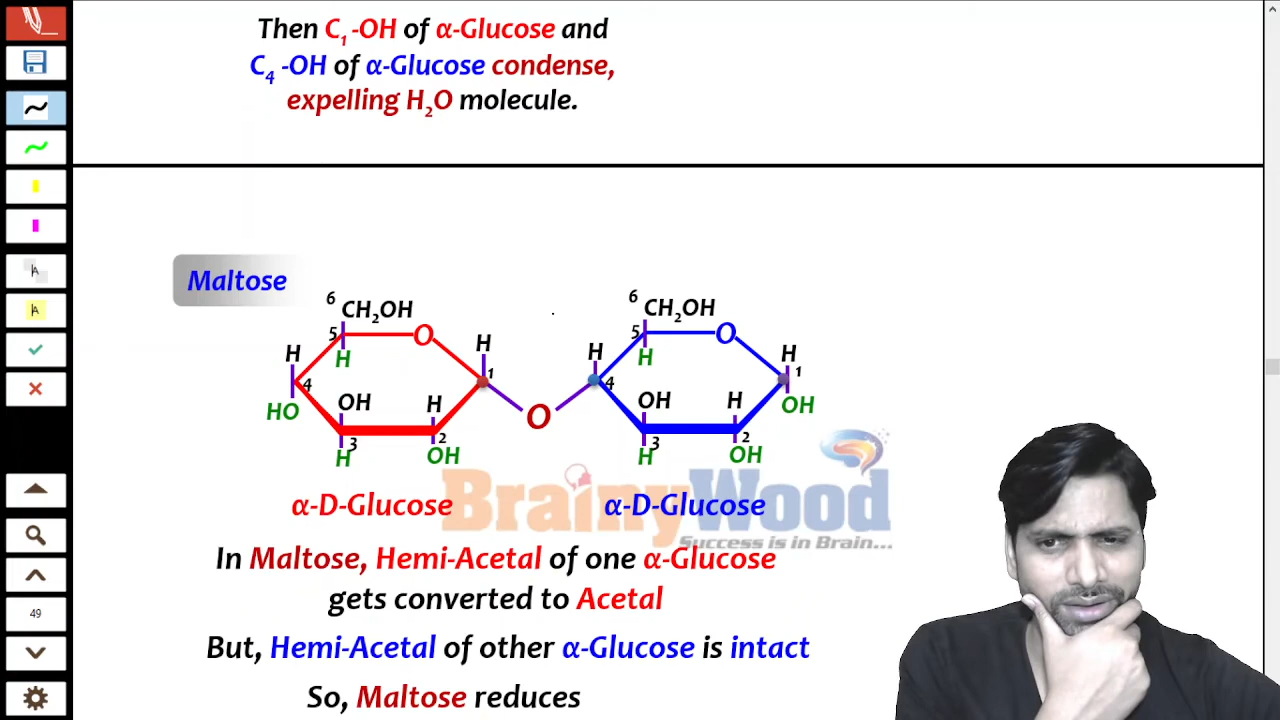 Then C₁-OH of α-Glucose and
C₄-OH of α-Glucose condense,
expelling H₂O molecule.
Maltose
6 CH₂OH 6 CH₂OH
5 O 5 O
H H H H
H 4 1 H 4 1
HO OH H O OH H OH
3 2 3 2
H OH H OH
α-D-Glucose α-D-Glucose
BrainyWood
Success is in Brain...
In Maltose, Hemi-Acetal of one α-Glucose
gets converted to Acetal
But, Hemi-Acetal of other α-Glucose is intact
So, Maltose reduces
49